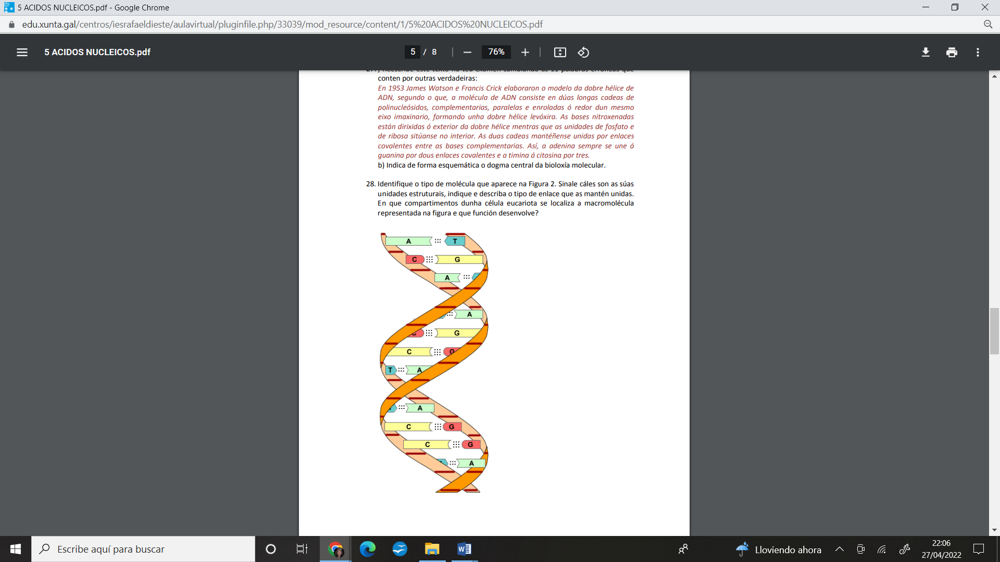 5 ACIDOS NUCLEICOS.pdf - Google Chrome
edu.xunta.gal/centros/iesrafaeldieste/aulavirtual/pluginfile.php/33039/mod_resource/content/1/5%20ACIDOS%20NUCLEICOS.pdf
5 ACIDOS NUCLEICOS.pdf
5 / 8
76%
conten por outras verdadeiras:
En 1953 James Watson e Francis Crick elaboraron o modelo da dobre hélice de
ADN, segundo o que, a molécula de ADN consiste en dúas longas cadeas de
polinucleósidos, complementarias, paralelas e enroladas ó redor dun mesmo
eixo imaxinario, formando unha dobre hélice levóxira. As bases nitroxenadas
están dirixidas ó exterior da dobre hélice mentras que as unidades de fosfato e
de ribosa sitúanse no interior. As duas cadeas mantéñense unidas por enlaces
covalentes entre as bases complementarias. Así, a adenina sempre se une á
guanina por dous enlaces covalentes e a timina á citosina por tres.
b) Indica de forma esquemática o dogma central da bioloxía molecular.
28. Identifique o tipo de molécula que aparece na Figura 2. Sinale cáles son as súas
unidades estruturais, indique e describa o tipo de enlace que as mantén unidas.
En que compartimentos dunha célula eucariota se localiza a macromolécula
representada na figura e que función desenvolve?
A T
C G
A
A
C G
C G
T A
A
C G
C G
A
Escribe aquí para buscar
Lloviendo ahora
22:06
27/04/2022